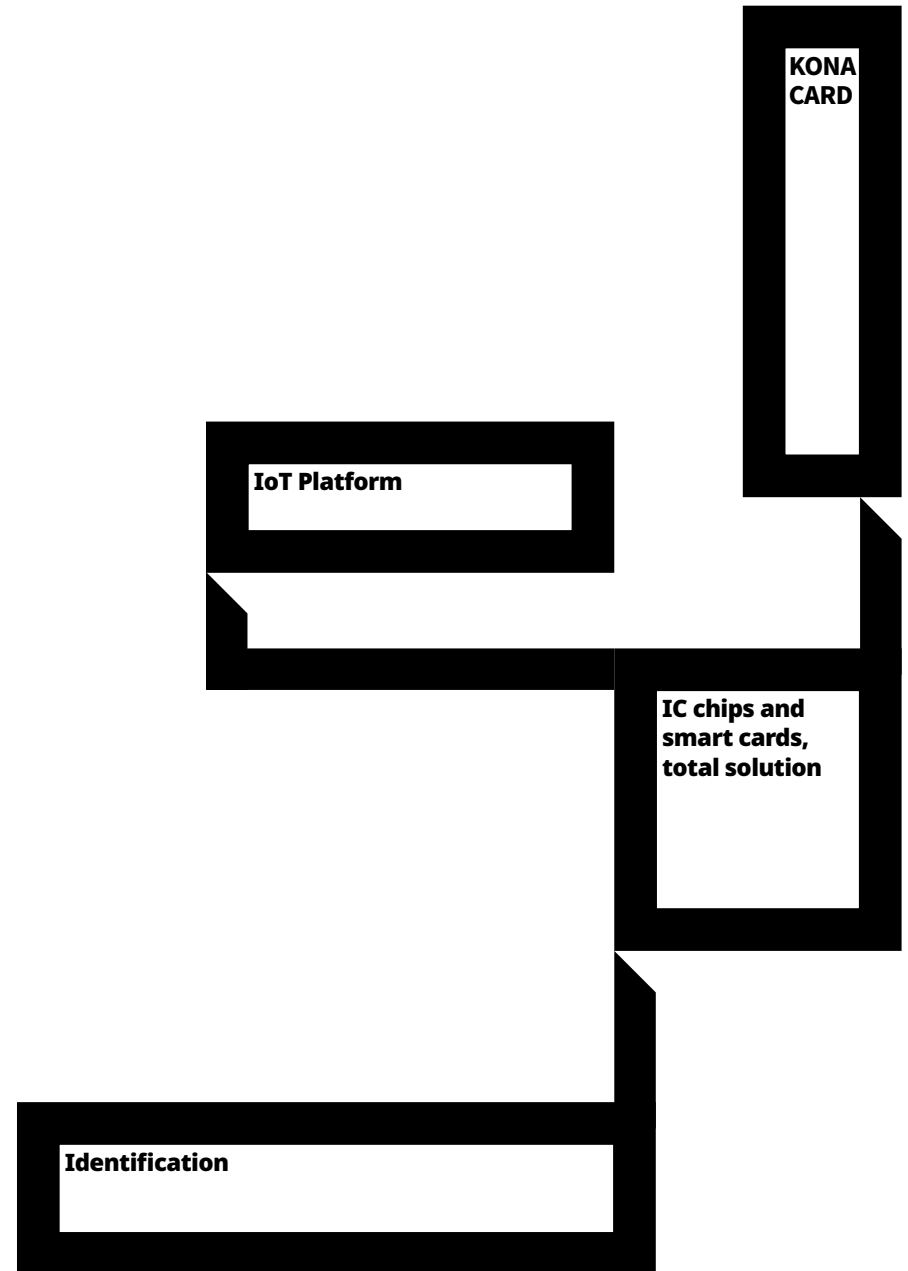 KONA
CARD
IoT Platform
IC chips and
smart cards,
total solution
Identification